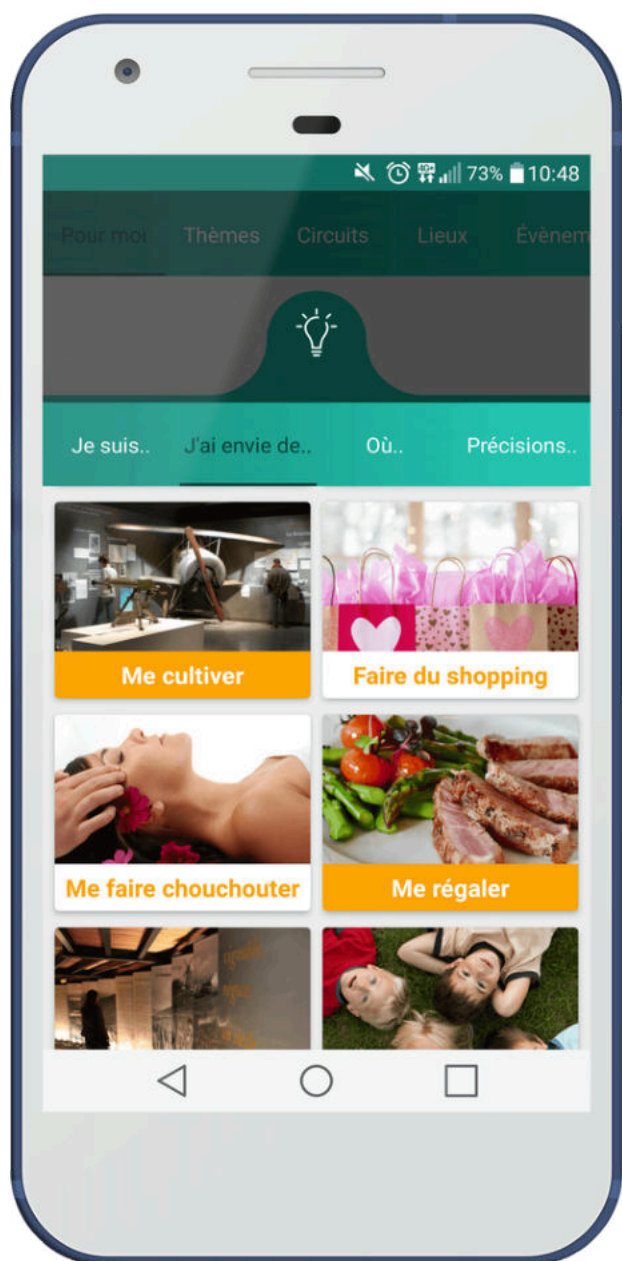 4G+ 73% 10:48
Pour moi Thèmes Circuits Lieux Évènem
Je suis.. J'ai envie de.. Où.. Précisions..
Me cultiver Faire du shopping
Me faire chouchouter Me régaler